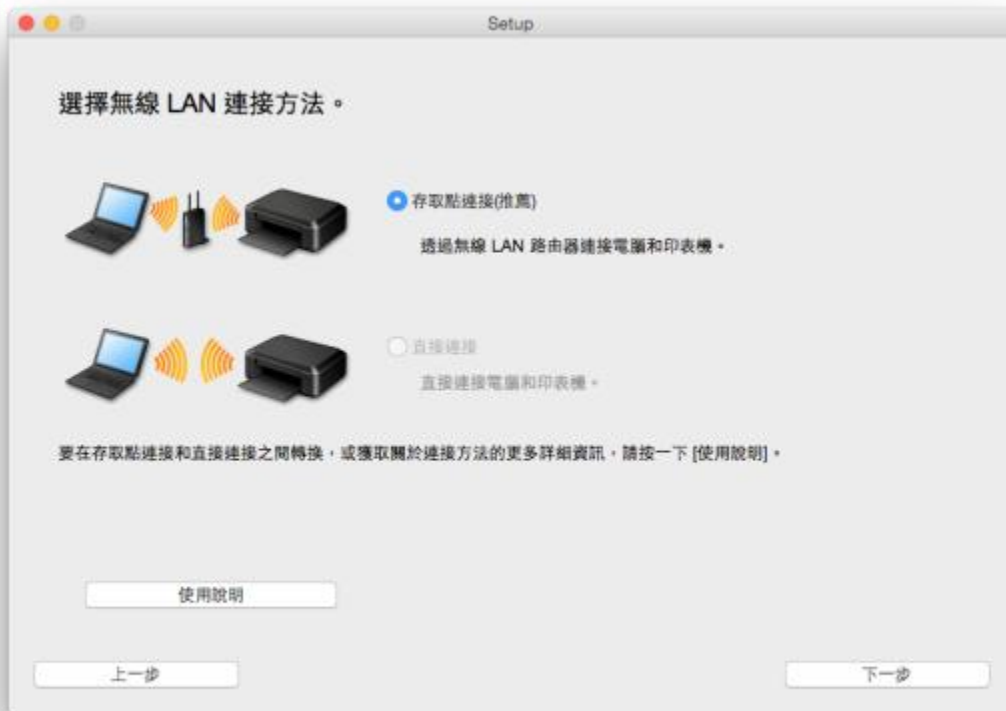 Setup
選擇無線 LAN 連接方法。
存取點連接(推薦)
透過無線 LAN 路由器連接電腦和印表機。
直接連接
直接連接電腦和印表機。
要在存取點連接和直接連接之間轉換，或獲取關於連接方法的更多詳細資訊，請按一下 [使用說明]。
使用說明
上一步
下一步